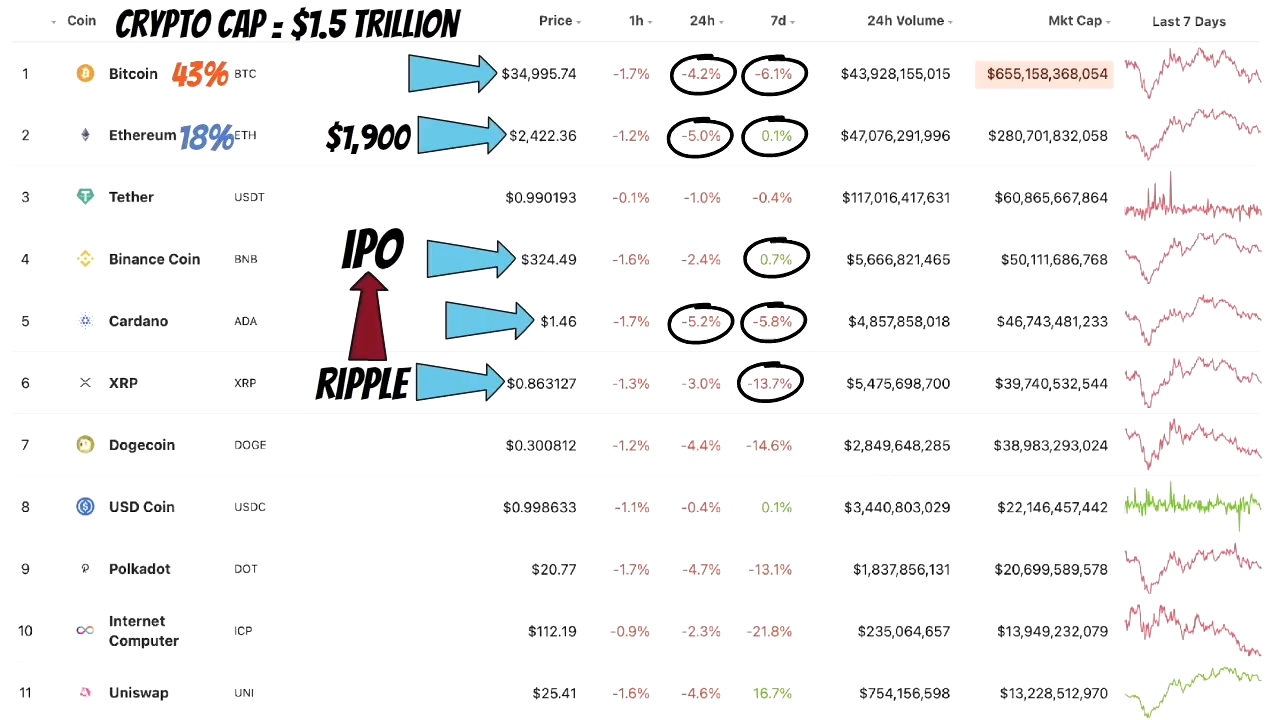 Coin CRYPTO CAP = $1.5 TRILLION Price 1h 24h 7d 24h Volume Mkt Cap Last 7 Days
1 Bitcoin 43% BTC $34,995.74 -1.7% -4.2% -6.1% $43,928,155,015 $655,158,368,054
2 Ethereum 18% ETH $1,900 $2,422.36 -1.2% -5.0% 0.1% $47,076,291,996 $280,701,832,058
3 Tether USDT $0.990193 -0.1% -1.0% -0.4% $117,016,417,631 $60,865,667,864
4 Binance Coin BNB IPO $324.49 -1.6% -2.4% 0.7% $5,666,821,465 $50,111,686,768
5 Cardano ADA $1.46 -1.7% -5.2% -5.8% $4,857,858,018 $46,743,481,233
6 XRP XRP RIPPLE $0.863127 -1.3% -3.0% -13.7% $5,475,698,700 $39,740,532,544
7 Dogecoin DOGE $0.300812 -1.2% -4.4% -14.6% $2,849,648,285 $38,983,293,024
8 USD Coin USDC $0.998633 -1.1% -0.4% 0.1% $3,440,803,029 $22,146,457,442
9 Polkadot DOT $20.77 -1.7% -4.7% -13.1% $1,837,856,131 $20,699,589,578
10 Internet Computer ICP $112.19 -0.9% -2.3% -21.8% $235,064,657 $13,949,232,079
11 Uniswap UNI $25.41 -1.6% -4.6% 16.7% $754,156,598 $13,228,512,970